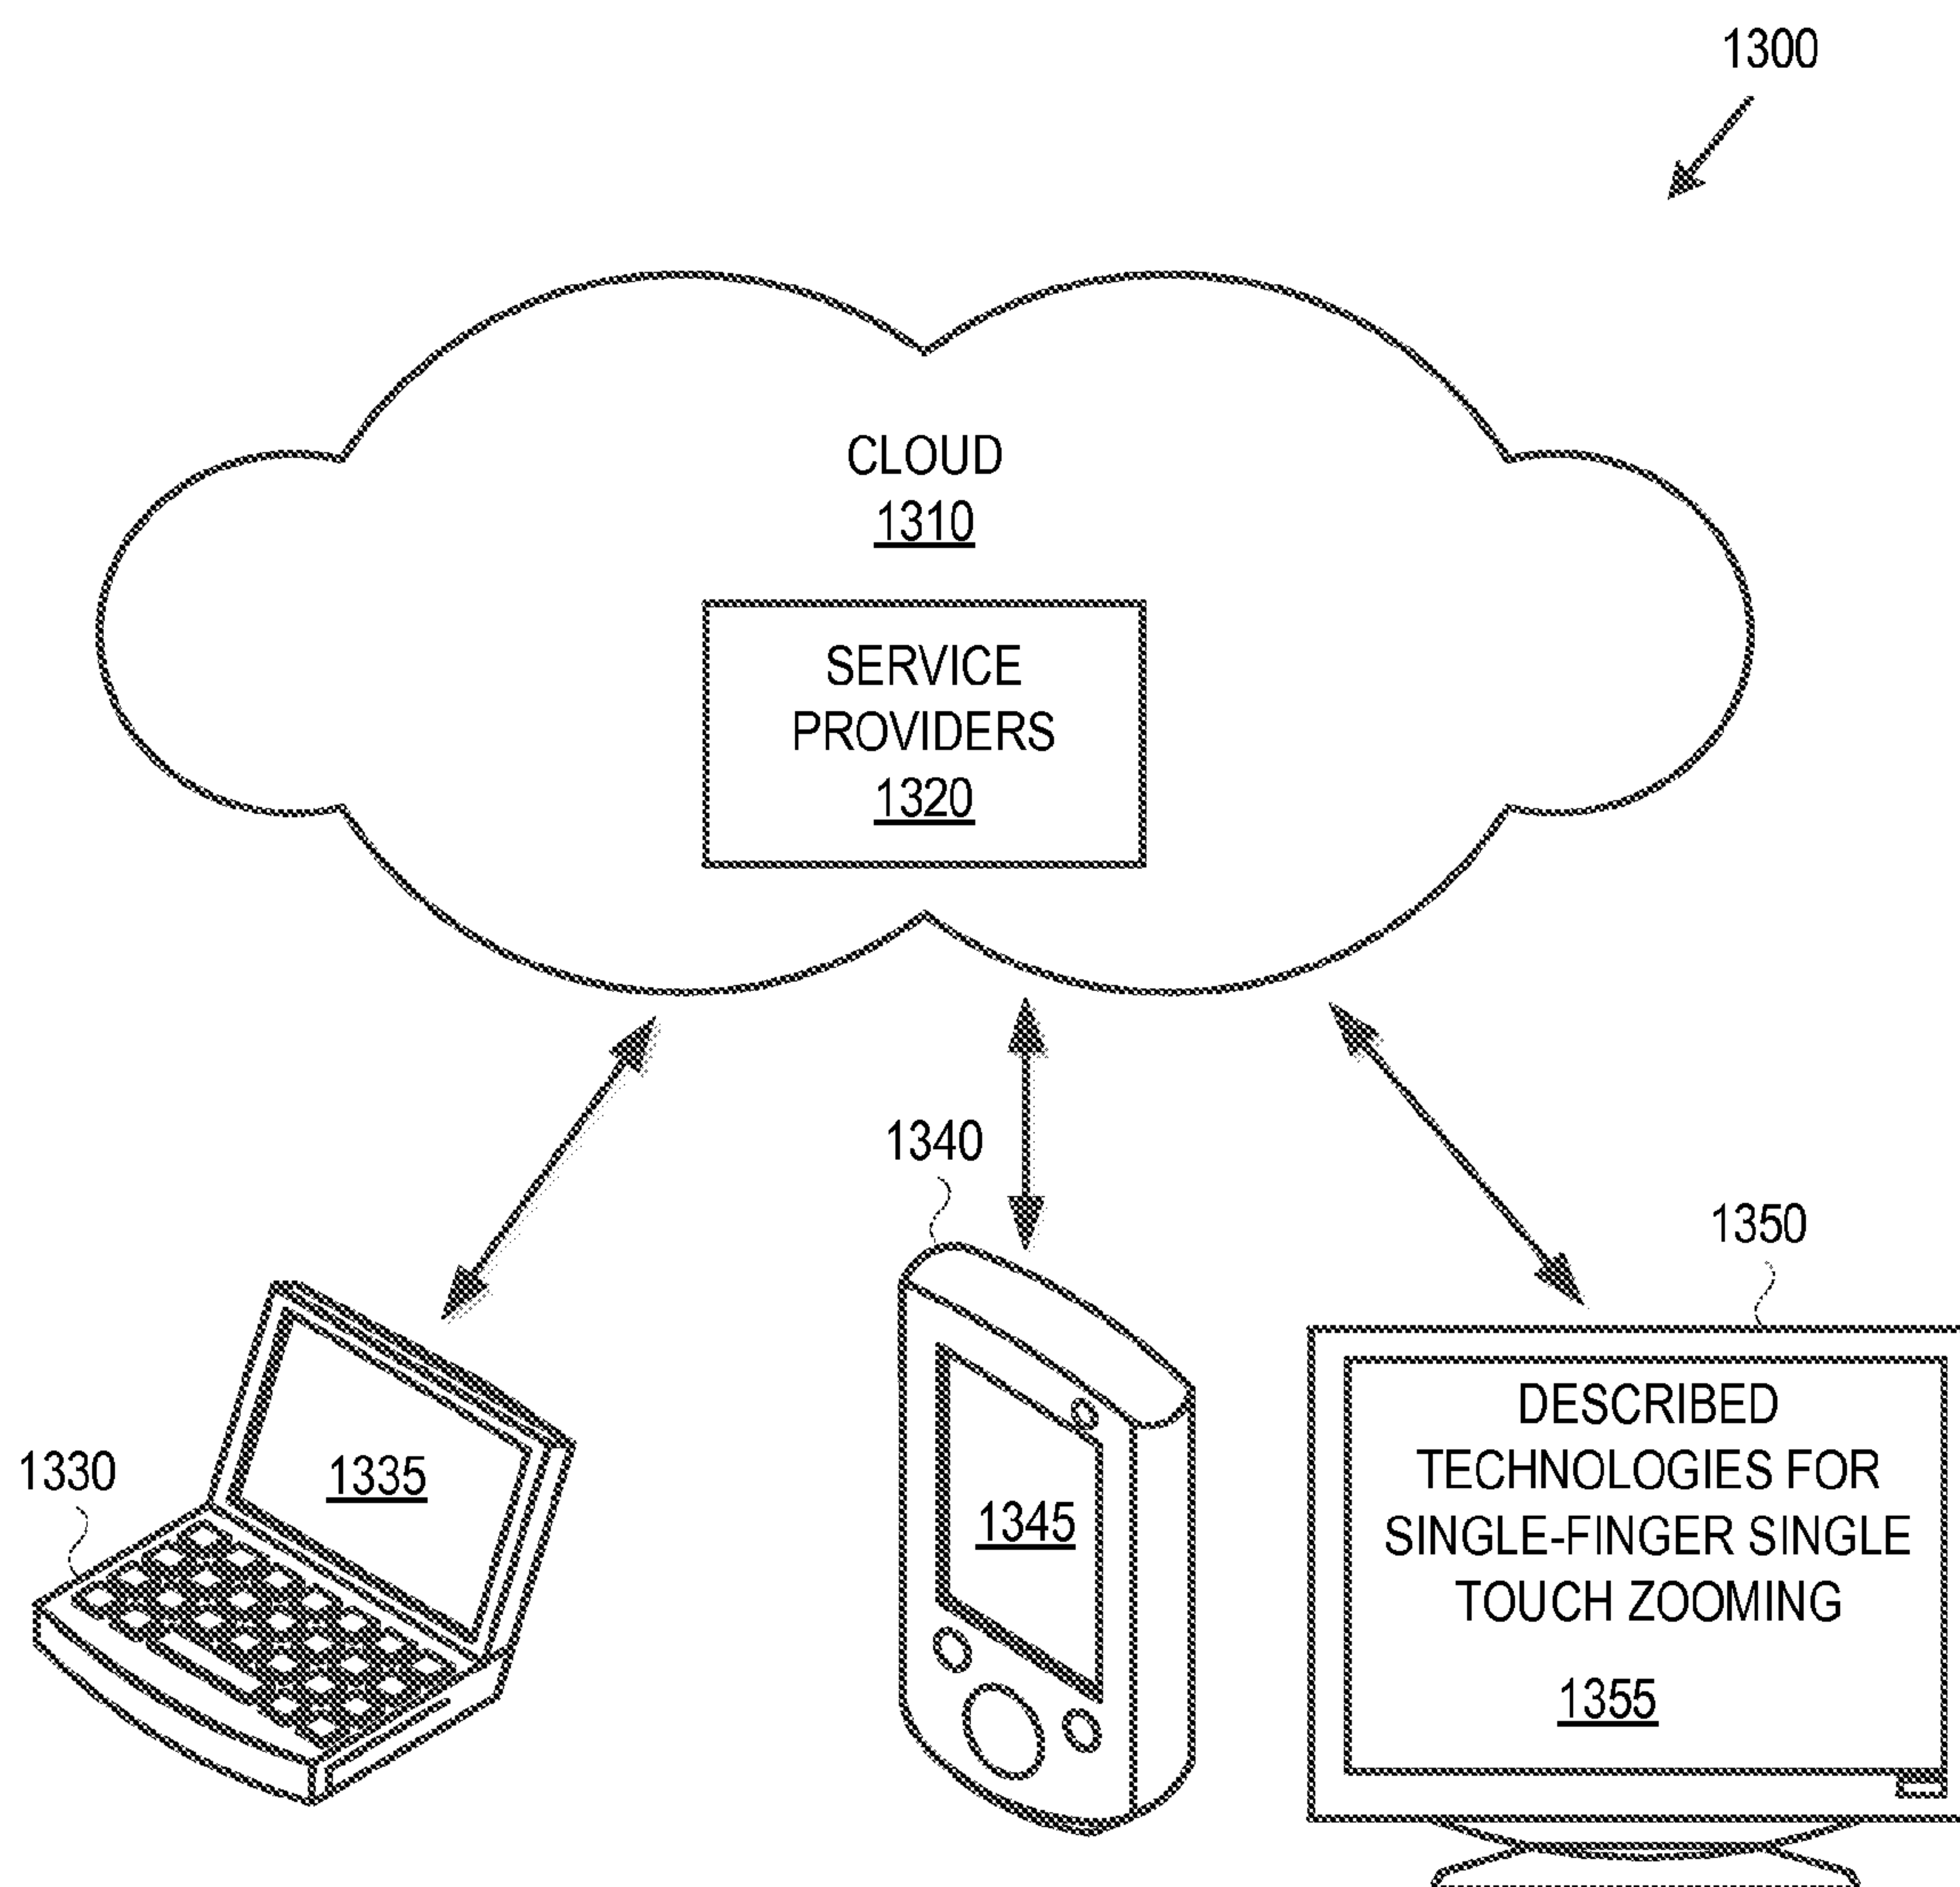 1300
CLOUD
1310
SERVICE
PROVIDERS
1320
1340
1350
1330
1335
1345
DESCRIBED
TECHNOLOGIES FOR
SINGLE-FINGER SINGLE
TOUCH ZOOMING
1355